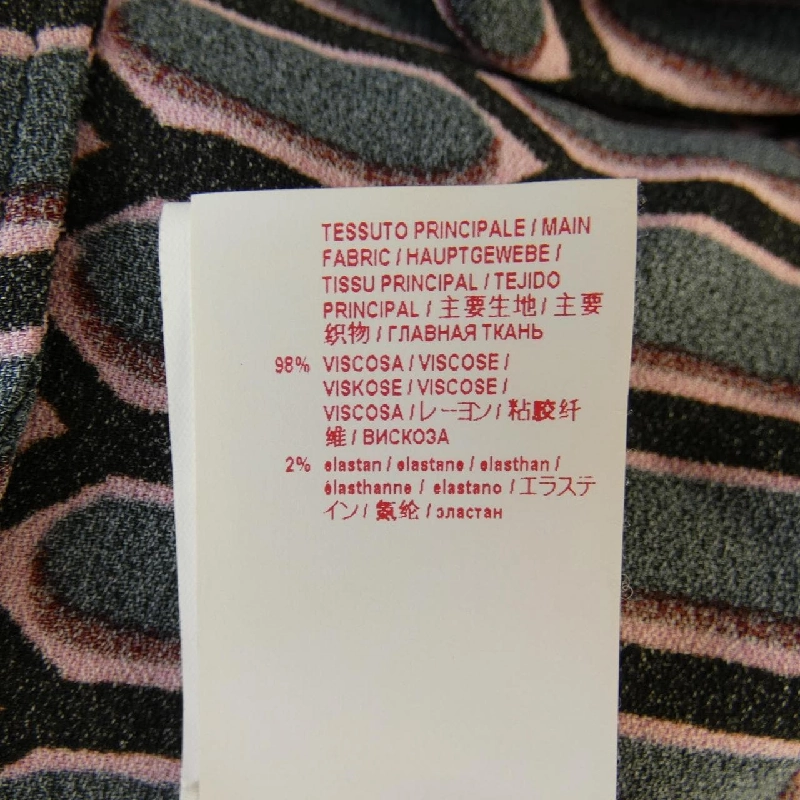 TESSUTO PRINCIPALE / MAIN
FABRIC / HAUPTGEWEBE /
TISSU PRINCIPAL / TEJIDO
PRINCIPAL / 主要生地 / 主要
织物 / ГЛАВНАЯ ТКАНЬ
98% VISCOSA / VISCOSE /
VISKOSE / VISCOSE /
VISCOSA / レーヨン / 粘胶纤
维 / ВИСКОЗА
2% elastan / elastane / elasthan /
élasthanne / elastano / エラステ
イン / 氨纶 / эластан